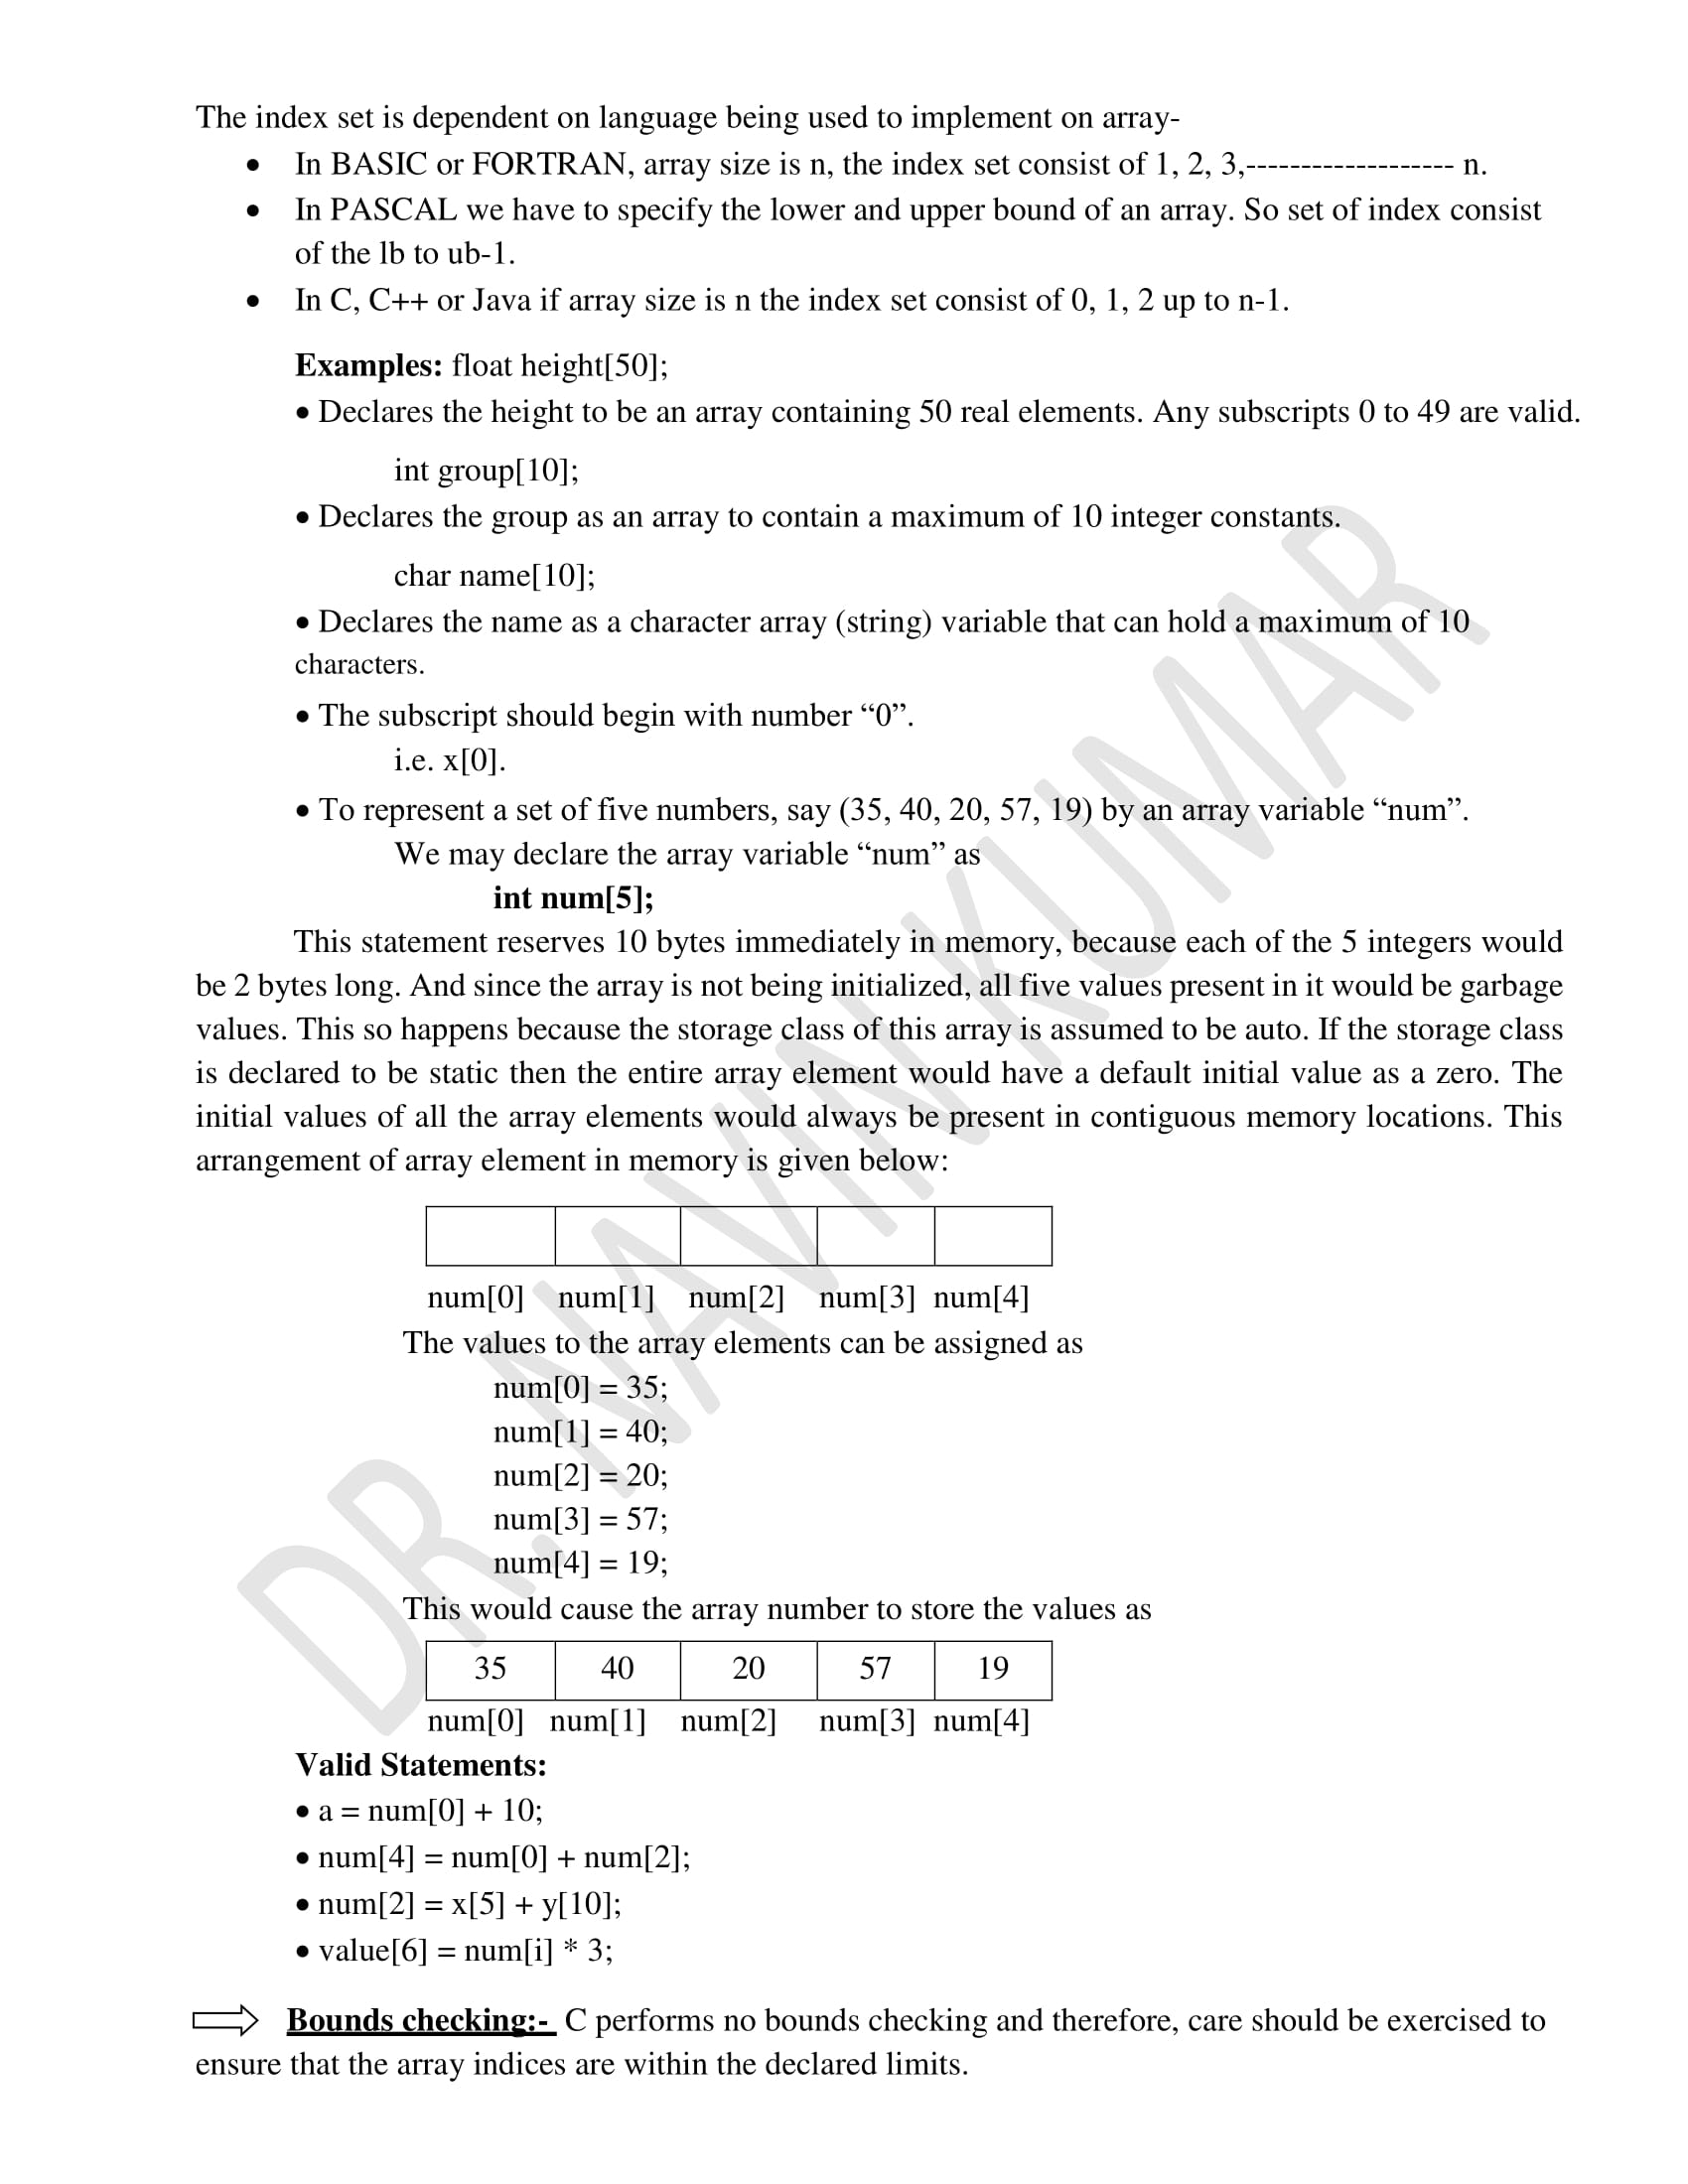 The index set is dependent on language being used to implement on array-
• In BASIC or FORTRAN, array size is n, the index set consist of 1, 2, 3,------------------- n.
• In PASCAL we have to specify the lower and upper bound of an array. So set of index consist
of the lb to ub-1.
• In C, C++ or Java if array size is n the index set consist of 0, 1, 2 up to n-1.
Examples: float height[50];
• Declares the height to be an array containing 50 real elements. Any subscripts 0 to 49 are valid.
int group[10];
• Declares the group as an array to contain a maximum of 10 integer constants.
char name[10];
• Declares the name as a character array (string) variable that can hold a maximum of 10
characters.
• The subscript should begin with number “0”.
i.e. x[0].
• To represent a set of five numbers, say (35, 40, 20, 57, 19) by an array variable “num”.
We may declare the array variable “num” as
int num[5];
This statement reserves 10 bytes immediately in memory, because each of the 5 integers would
be 2 bytes long. And since the array is not being initialized, all five values present in it would be garbage
values. This so happens because the storage class of this array is assumed to be auto. If the storage class
is declared to be static then the entire array element would have a default initial value as a zero. The
initial values of all the array elements would always be present in contiguous memory locations. This
arrangement of array element in memory is given below:
num[0] num[1] num[2] num[3] num[4]
The values to the array elements can be assigned as
num[0] = 35;
num[1] = 40;
num[2] = 20;
num[3] = 57;
num[4] = 19;
This would cause the array number to store the values as
35 40 20 57 19
num[0] num[1] num[2] num[3] num[4]
Valid Statements:
• a = num[0] + 10;
• num[4] = num[0] + num[2];
• num[2] = x[5] + y[10];
• value[6] = num[i] * 3;
Bounds checking:- C performs no bounds checking and therefore, care should be exercised to
ensure that the array indices are within the declared limits.
DR. NAVIN KUMAR